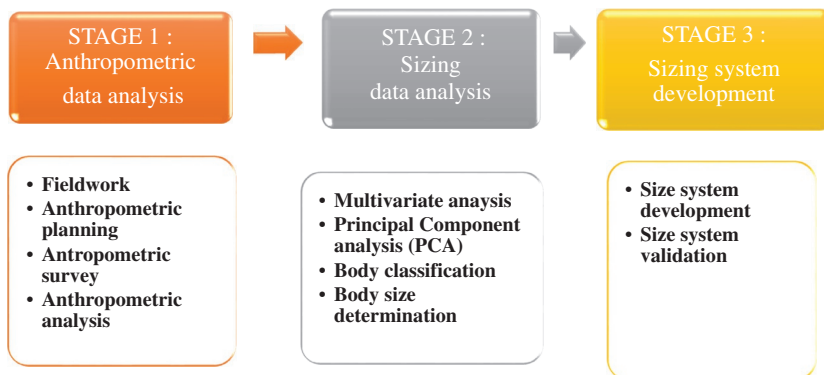 STAGE 1 :
Anthropometric
data analysis
STAGE 2 :
Sizing
data analysis
STAGE 3 :
Sizing system
development
• Fieldwork
• Anthropometric
planning
• Antropometric
survey
• Anthropometric
analysis
• Multivariate anaysis
• Principal Component
analysis (PCA)
• Body classification
• Body size
determination
• Size system
development
• Size system
validation